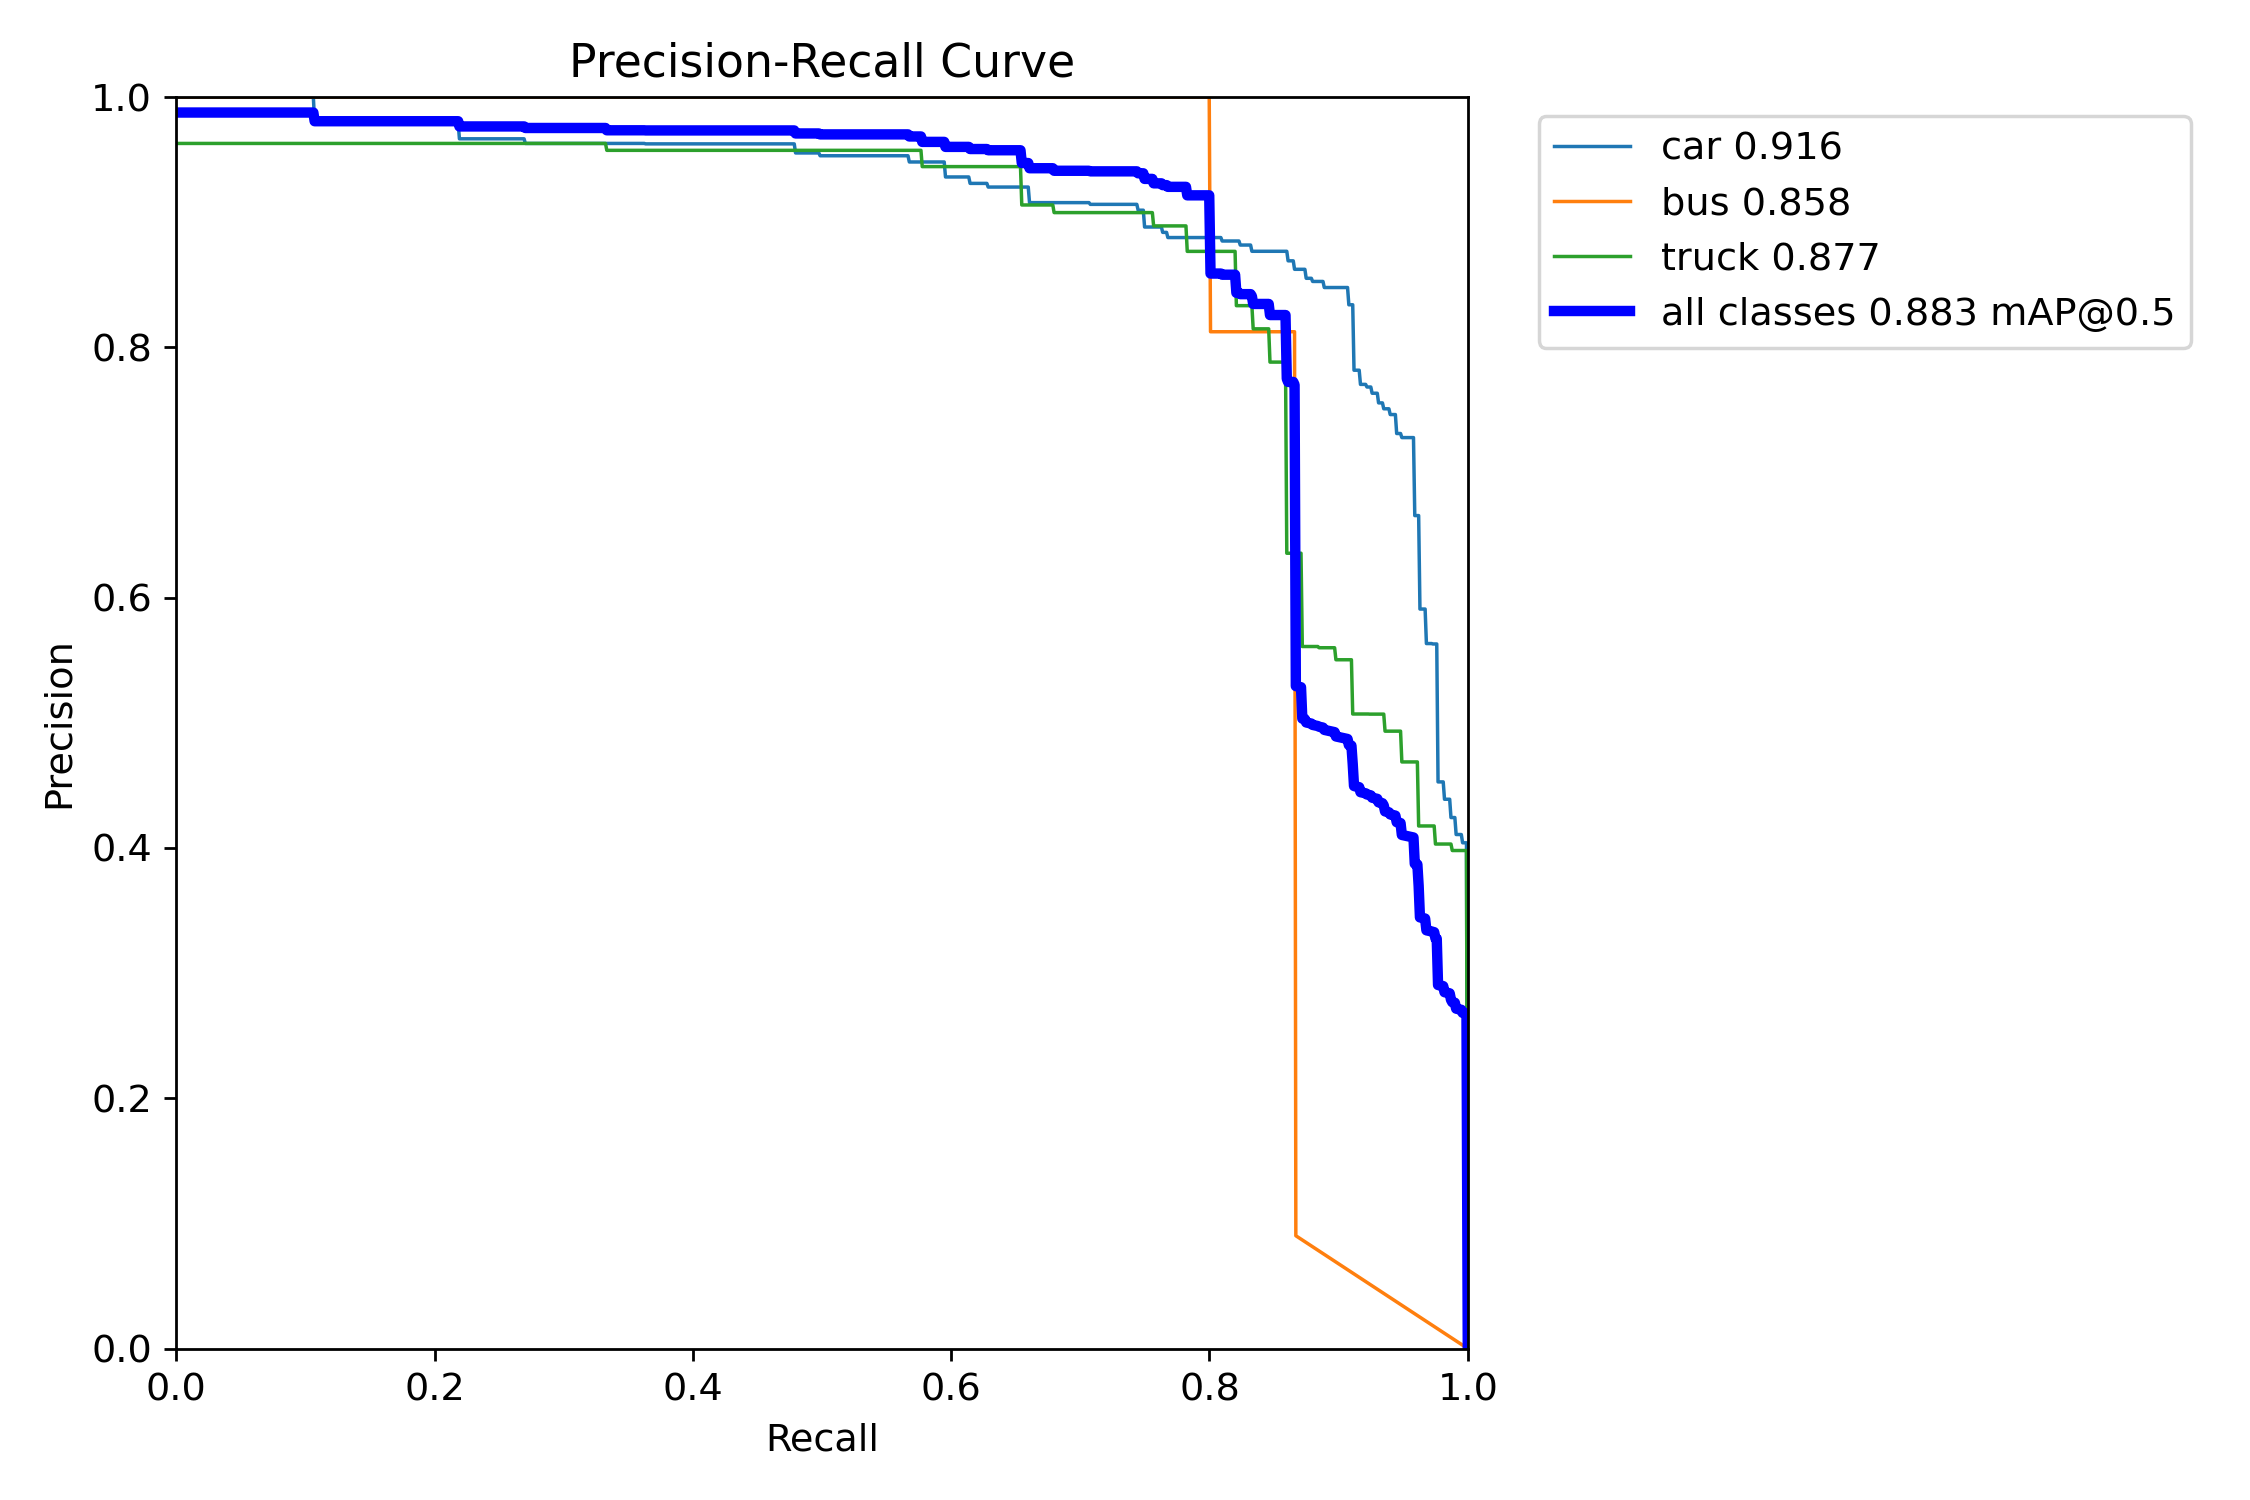 Precision-Recall Curve
1.0
0.8
0.6
0.4
0.2
0.0
Precision
0.0 0.2 0.4 0.6 0.8 1.0
Recall
car 0.916
bus 0.858
truck 0.877
all classes 0.883 mAP@0.5